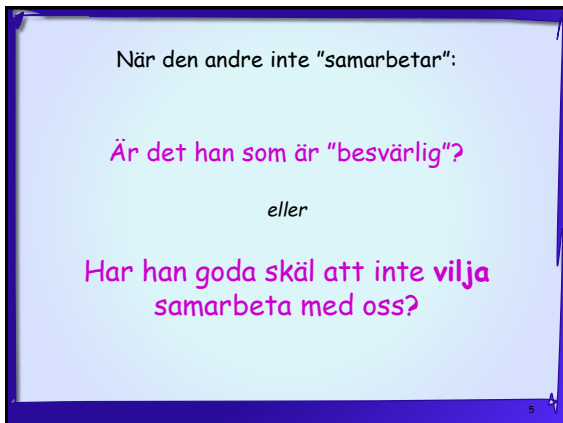 När den andre inte ”samarbetar”:
Är det han som är ”besvärlig”?
eller
Har han goda skäl att inte vilja
samarbeta med oss?
5